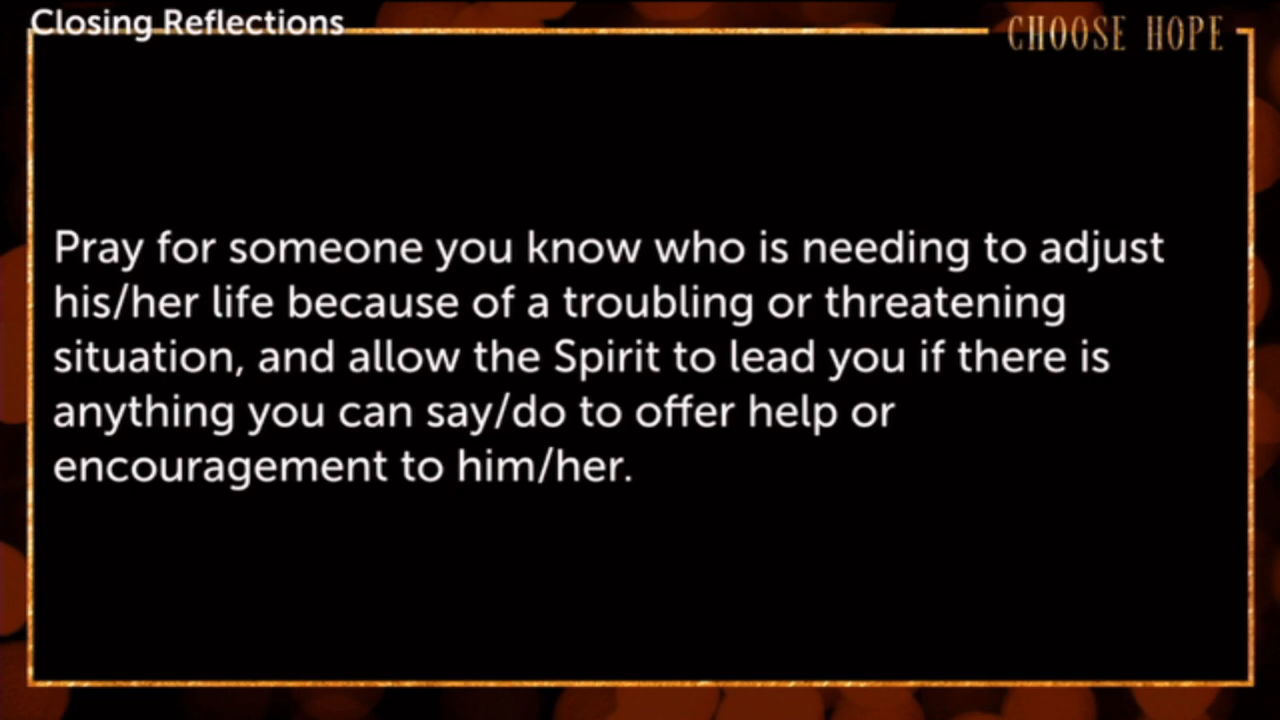 Closing Reflections
CHOOSE HOPE
Pray for someone you know who is needing to adjust
his/her life because of a troubling or threatening
situation, and allow the Spirit to lead you if there is
anything you can say/do to offer help or
encouragement to him/her.